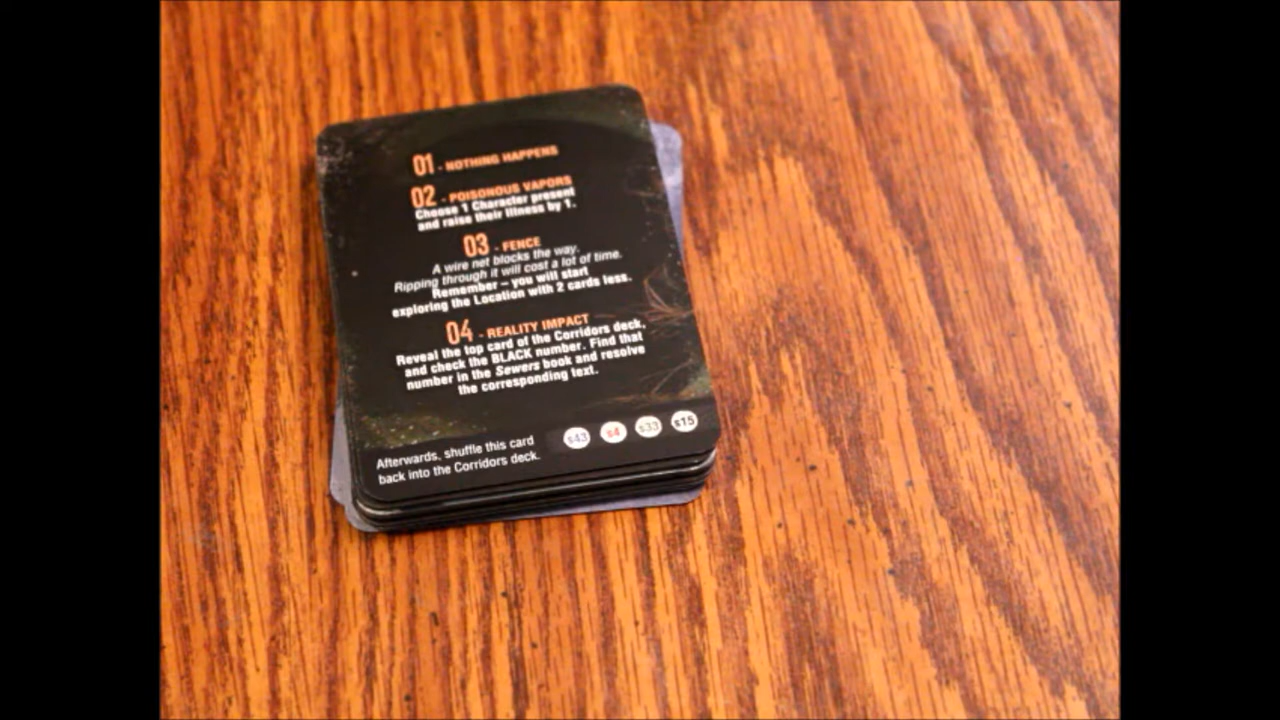 01 - NOTHING HAPPENS
02 - POISONOUS VAPORS
Choose 1 Character present
and raise their Illness by 1.
03 - FENCE
A wire net blocks the way.
Ripping through it will cost a lot of time.
Remember – you will start
exploring the Location with 2 cards less.
04 - REALITY IMPACT
Reveal the top card of the Corridors deck,
and check the BLACK number. Find that
number in the Sewers book and resolve
the corresponding text.
Afterwards, shuffle this card
back into the Corridors deck.
s43 s4 s33 s15